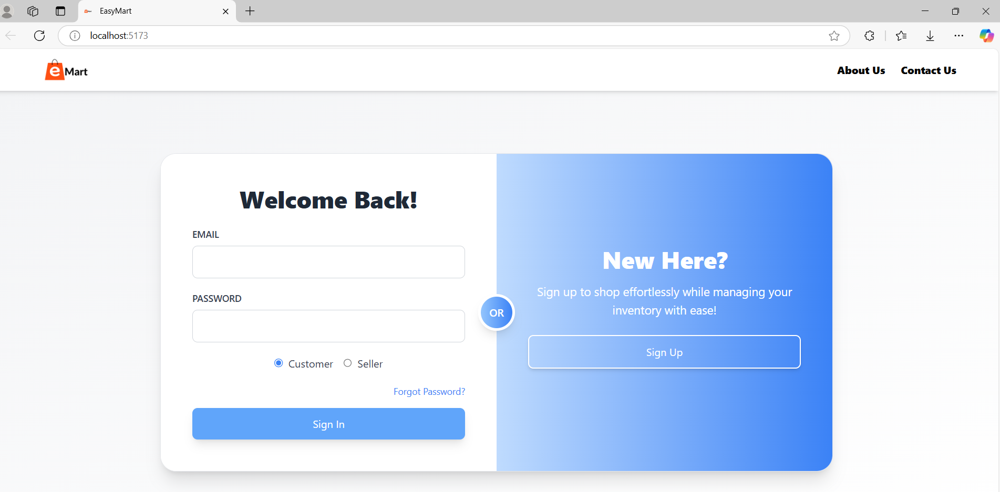 EasyMart
localhost:5173
e Mart
About Us
Contact Us
Welcome Back!
EMAIL
PASSWORD
Customer
Seller
Forgot Password?
Sign In
OR
New Here?
Sign up to shop effortlessly while managing your
inventory with ease!
Sign Up